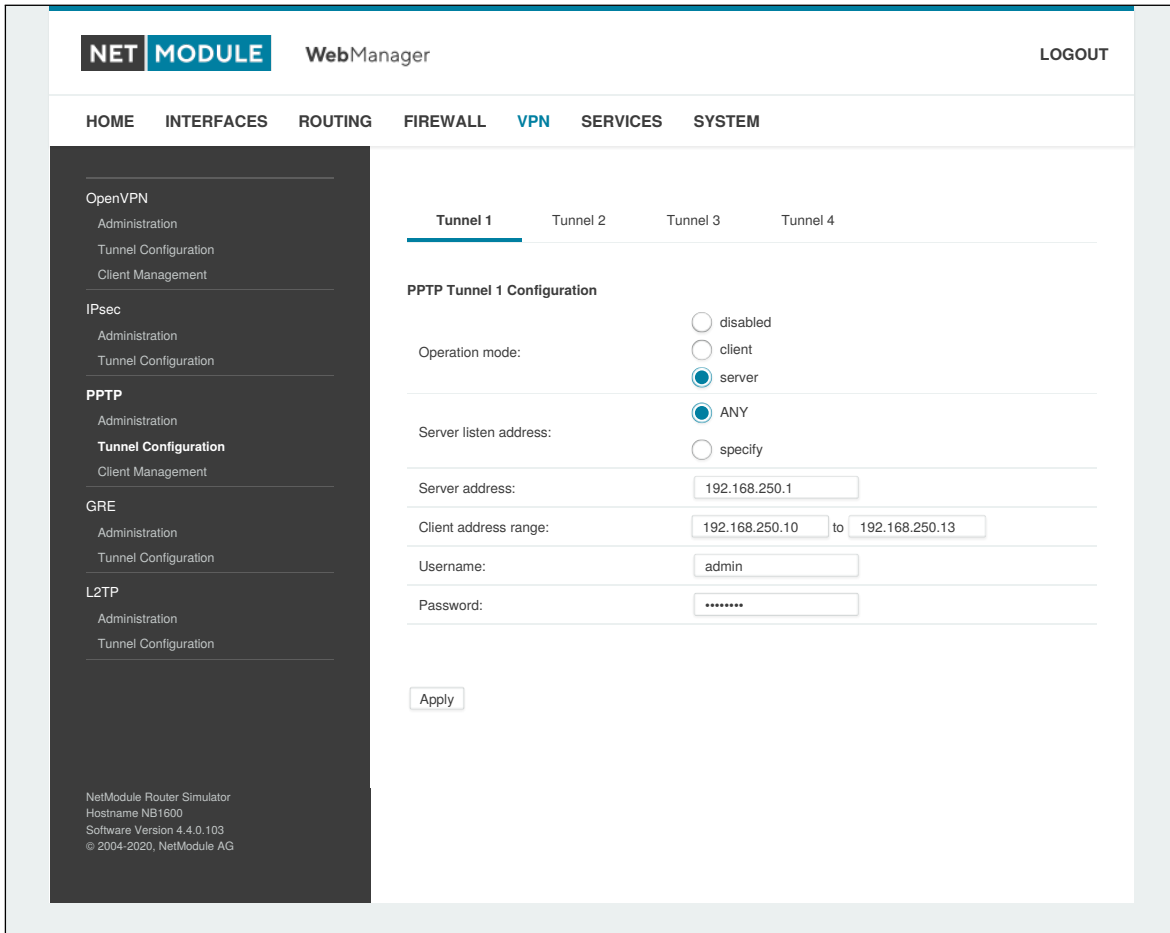 NET MODULE WebManager LOGOUT
HOME INTERFACES ROUTING FIREWALL VPN SERVICES SYSTEM
OpenVPN
Administration
Tunnel Configuration
Client Management
IPsec
Administration
Tunnel Configuration
PPTP
Administration
Tunnel Configuration
Client Management
GRE
Administration
Tunnel Configuration
L2TP
Administration
Tunnel Configuration
NetModule Router Simulator
Hostname NB1600
Software Version 4.4.0.103
© 2004-2020, NetModule AG
Tunnel 1 Tunnel 2 Tunnel 3 Tunnel 4
PPTP Tunnel 1 Configuration
Operation mode:
disabled
client
server
Server listen address:
ANY
specify
Server address: 192.168.250.1
Client address range: 192.168.250.10 to 192.168.250.13
Username: admin
Password: ••••••••
Apply